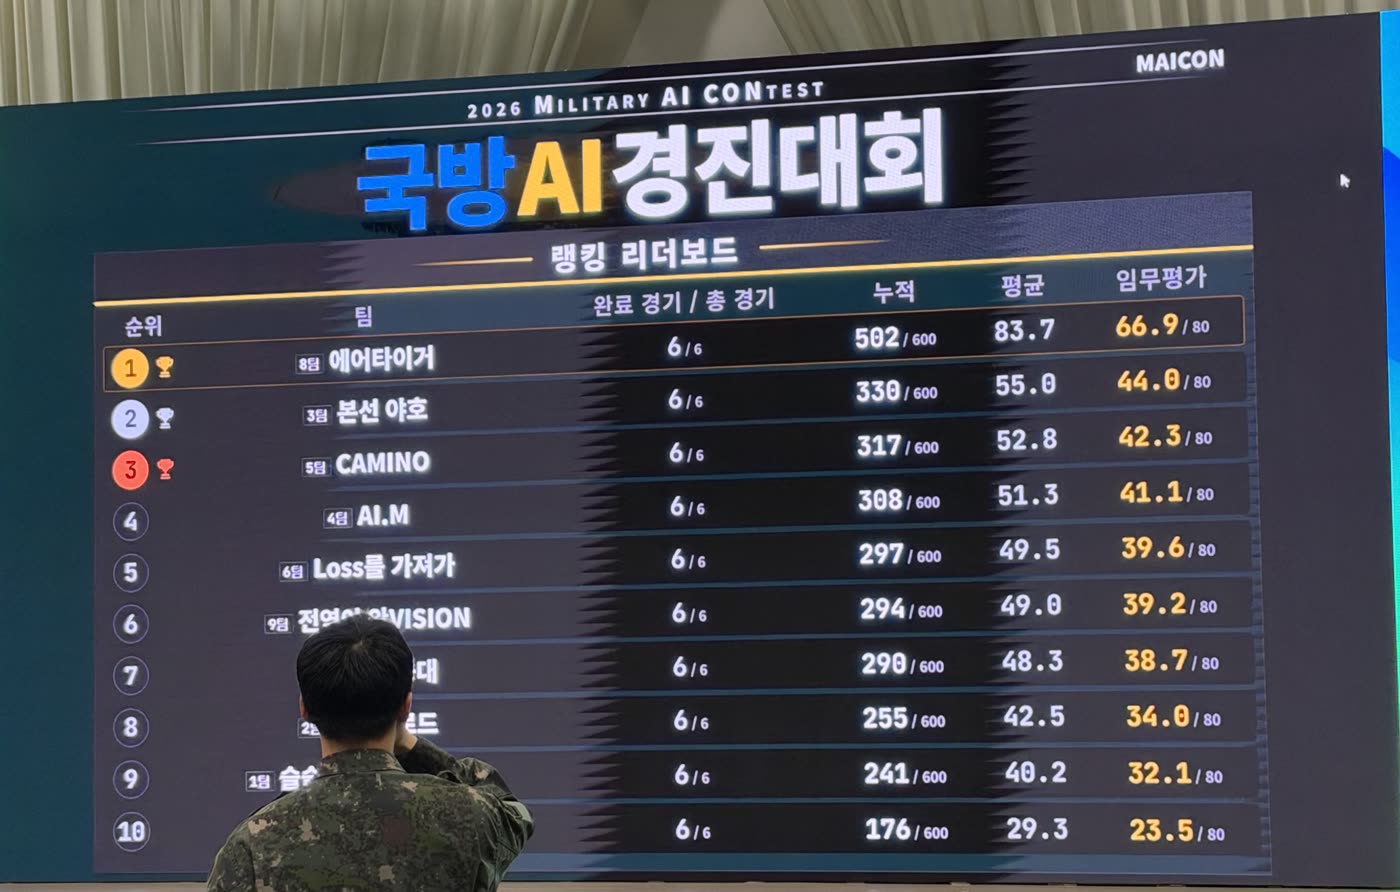 MAICON
2026 MILITARY AI CONTEST
국방AI경진대회
랭킹 리더보드
순위 팀 완료 경기 / 총 경기 누적 평균 임무평가
1 8팀 에어타이거 6/6 502/600 83.7 66.9/80
2 3팀 본선 야호 6/6 330/600 55.0 44.0/80
3 5팀 CAMINO 6/6 317/600 52.8 42.3/80
4 4팀 AI.M 6/6 308/600 51.3 41.1/80
5 6팀 Loss를 가져가 6/6 297/600 49.5 39.6/80
6 9팀 VISION 6/6 294/600 49.0 39.2/80
7 6/6 290/600 48.3 38.7/80
8 6/6 255/600 42.5 34.0/80
9 1팀 6/6 241/600 40.2 32.1/80
10 6/6 176/600 29.3 23.5/80